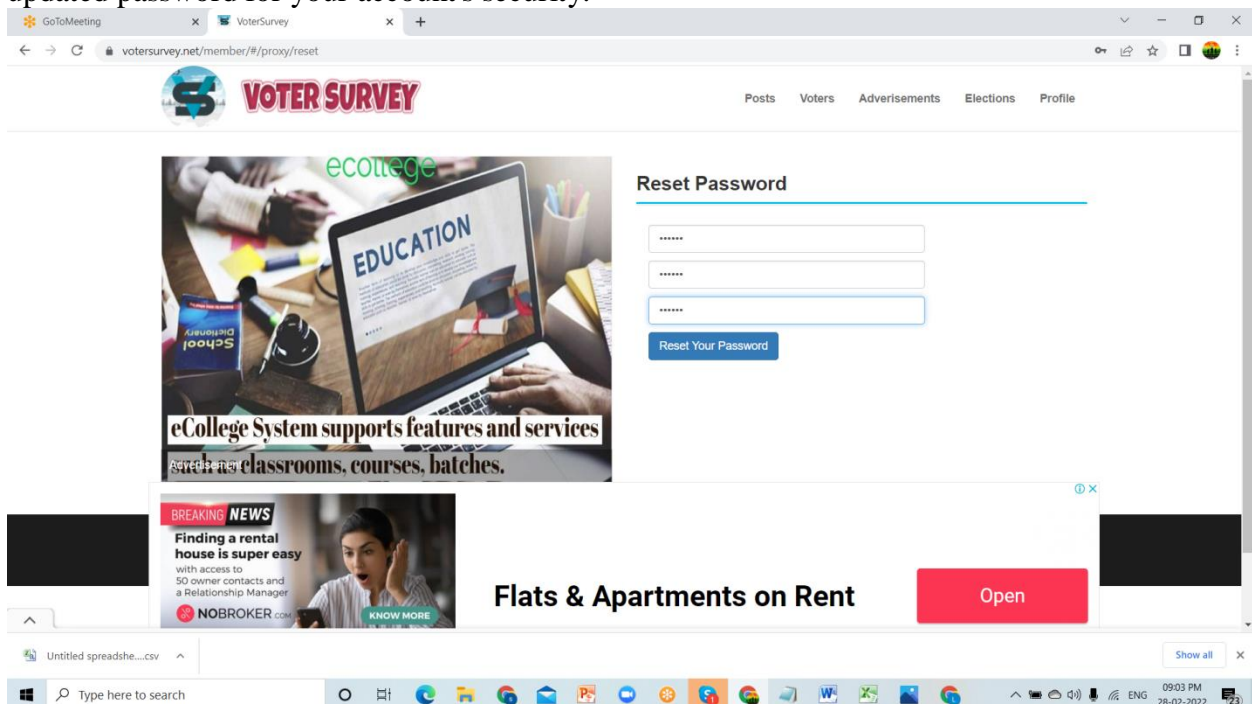 updated password for your account's security.
GoToMeeting
VoterSurvey
votersurvey.net/member/#/proxy/reset
VOTER SURVEY
Posts Voters Adverisements Elections Profile
ecollege
EDUCATION
School
Dictionary
eCollege System supports features and services
such as classrooms, courses, batches.
Advertisement
Reset Password
••••••
••••••
••••••
Reset Your Password
BREAKING NEWS
Finding a rental
house is super easy
with access to
50 owner contacts and
a Relationship Manager
NOBROKER.COM
KNOW MORE
Flats & Apartments on Rent
Open
Untitled spreadshe....csv
Show all
Type here to search
ENG
09:03 PM
28-02-2022
23